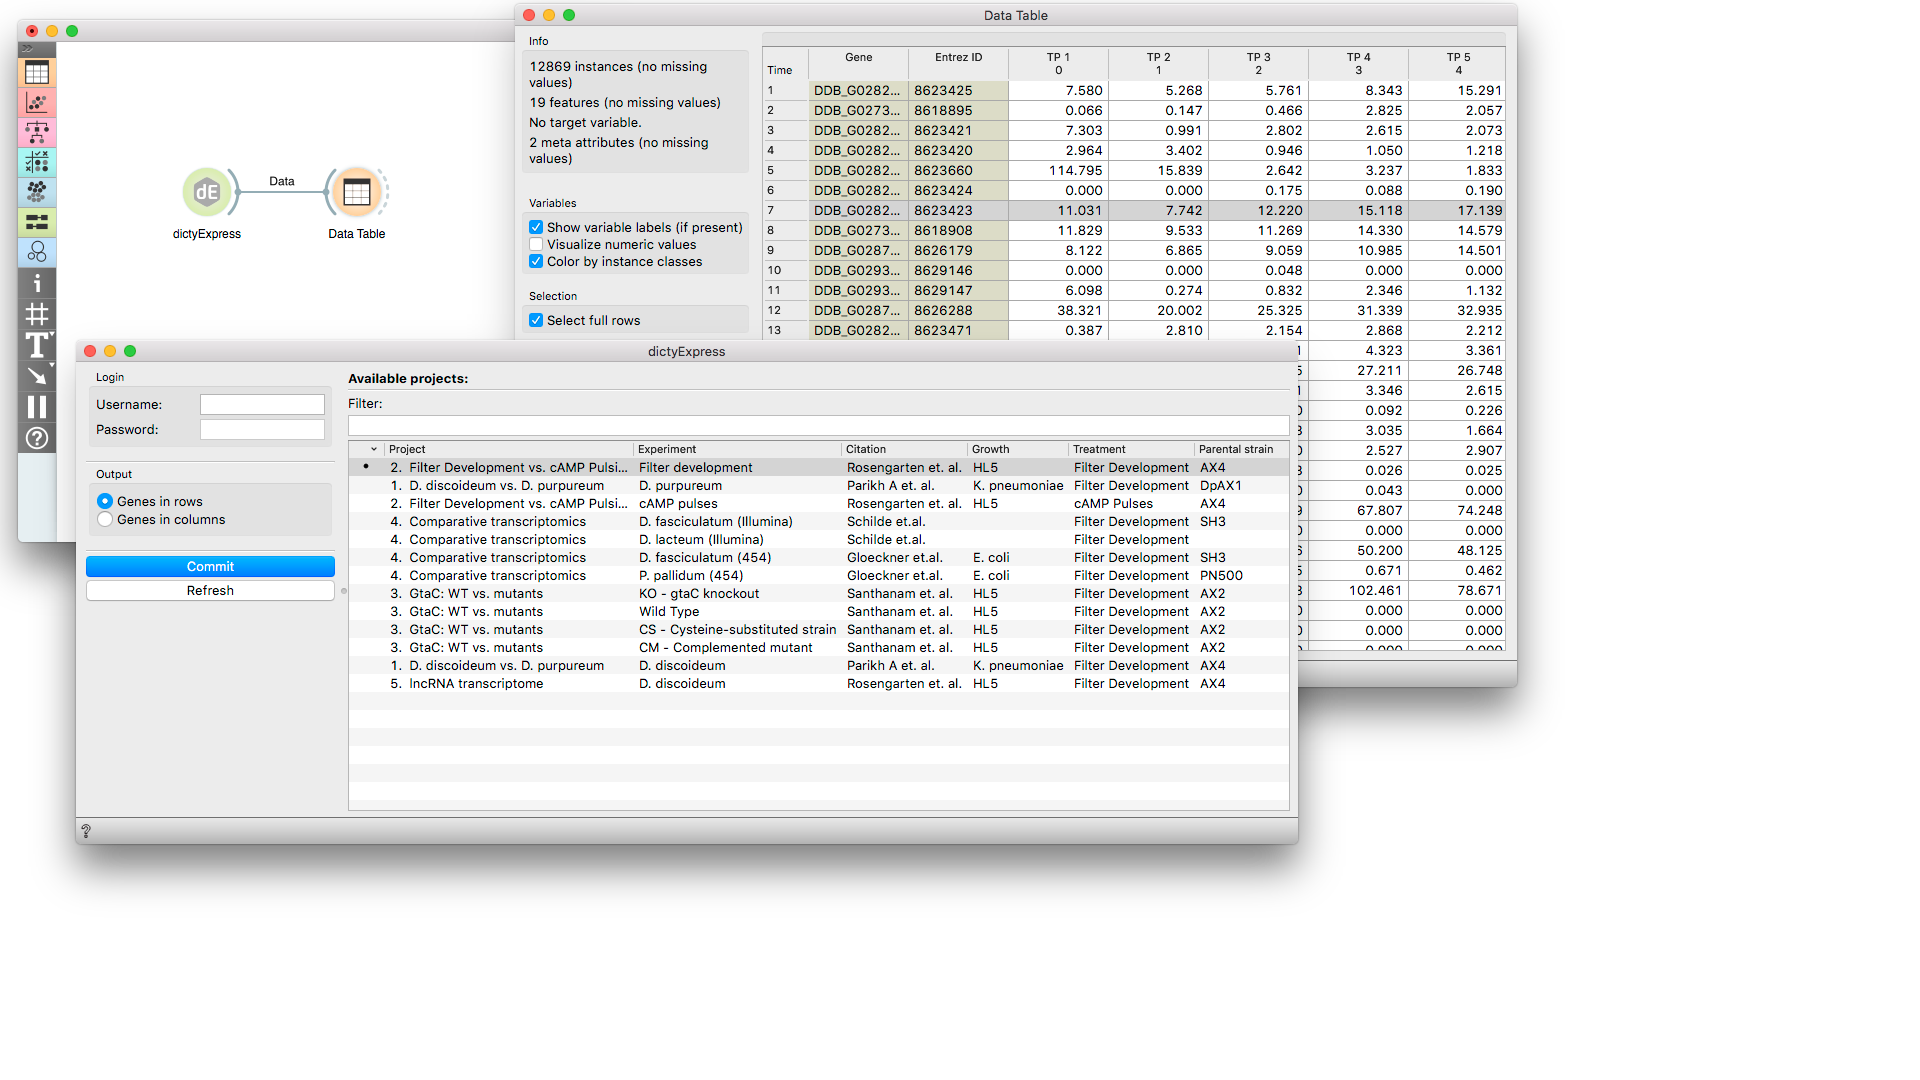 Data Table
Info
12869 instances (no missing
values)
19 features (no missing values)
No target variable.
2 meta attributes (no missing
values)
Variables
Show variable labels (if present)
Visualize numeric values
Color by instance classes
Selection
Select full rows
Time Gene Entrez ID TP 1 0 TP 2 1 TP 3 2 TP 4 3 TP 5 4
1 DDB_G0282... 8623425 7.580 5.268 5.761 8.343 15.291
2 DDB_G0273... 8618895 0.066 0.147 0.466 2.825 2.057
3 DDB_G0282... 8623421 7.303 0.991 2.802 2.615 2.073
4 DDB_G0282... 8623420 2.964 3.402 0.946 1.050 1.218
5 DDB_G0282... 8623660 114.795 15.839 2.642 3.237 1.833
6 DDB_G0282... 8623424 0.000 0.000 0.175 0.088 0.190
7 DDB_G0282... 8623423 11.031 7.742 12.220 15.118 17.139
8 DDB_G0273... 8618908 11.829 9.533 11.269 14.330 14.579
9 DDB_G0287... 8626179 8.122 6.865 9.059 10.985 14.501
10 DDB_G0293... 8629146 0.000 0.000 0.048 0.000 0.000
11 DDB_G0293... 8629147 6.098 0.274 0.832 2.346 1.132
12 DDB_G0287... 8626288 38.321 20.002 25.325 31.339 32.935
13 DDB_G0282... 8623471 0.387 2.810 2.154 2.868 2.212
4.323 3.361
27.211 26.748
3.346 2.615
0.092 0.226
3.035 1.664
2.527 2.907
0.026 0.025
0.043 0.000
67.807 74.248
0.000 0.000
50.200 48.125
0.671 0.462
102.461 78.671
0.000 0.000
0.000 0.000
0.000 0.000
dE
Data
dictyExpress
Data Table
dictyExpress
Login
Username:
Password:
Output
Genes in rows
Genes in columns
Commit
Refresh
Available projects:
Filter:
Project Experiment Citation Growth Treatment Parental strain
2. Filter Development vs. cAMP Pulsi... Filter development Rosengarten et. al. HL5 Filter Development AX4
1. D. discoideum vs. D. purpureum D. purpureum Parikh A et. al. K. pneumoniae Filter Development DpAX1
2. Filter Development vs. cAMP Pulsi... cAMP pulses Rosengarten et. al. HL5 cAMP Pulses AX4
4. Comparative transcriptomics D. fasciculatum (Illumina) Schilde et.al. Filter Development SH3
4. Comparative transcriptomics D. lacteum (Illumina) Schilde et.al. Filter Development
4. Comparative transcriptomics D. fasciculatum (454) Gloeckner et.al. E. coli Filter Development SH3
4. Comparative transcriptomics P. pallidum (454) Gloeckner et.al. E. coli Filter Development PN500
3. GtaC: WT vs. mutants KO - gtaC knockout Santhanam et. al. HL5 Filter Development AX2
3. GtaC: WT vs. mutants Wild Type Santhanam et. al. HL5 Filter Development AX2
3. GtaC: WT vs. mutants CS - Cysteine-substituted strain Santhanam et. al. HL5 Filter Development AX2
3. GtaC: WT vs. mutants CM - Complemented mutant Santhanam et. al. HL5 Filter Development AX2
1. D. discoideum vs. D. purpureum D. discoideum Parikh A et. al. K. pneumoniae Filter Development AX4
5. lncRNA transcriptome D. discoideum Rosengarten et. al. HL5 Filter Development AX4